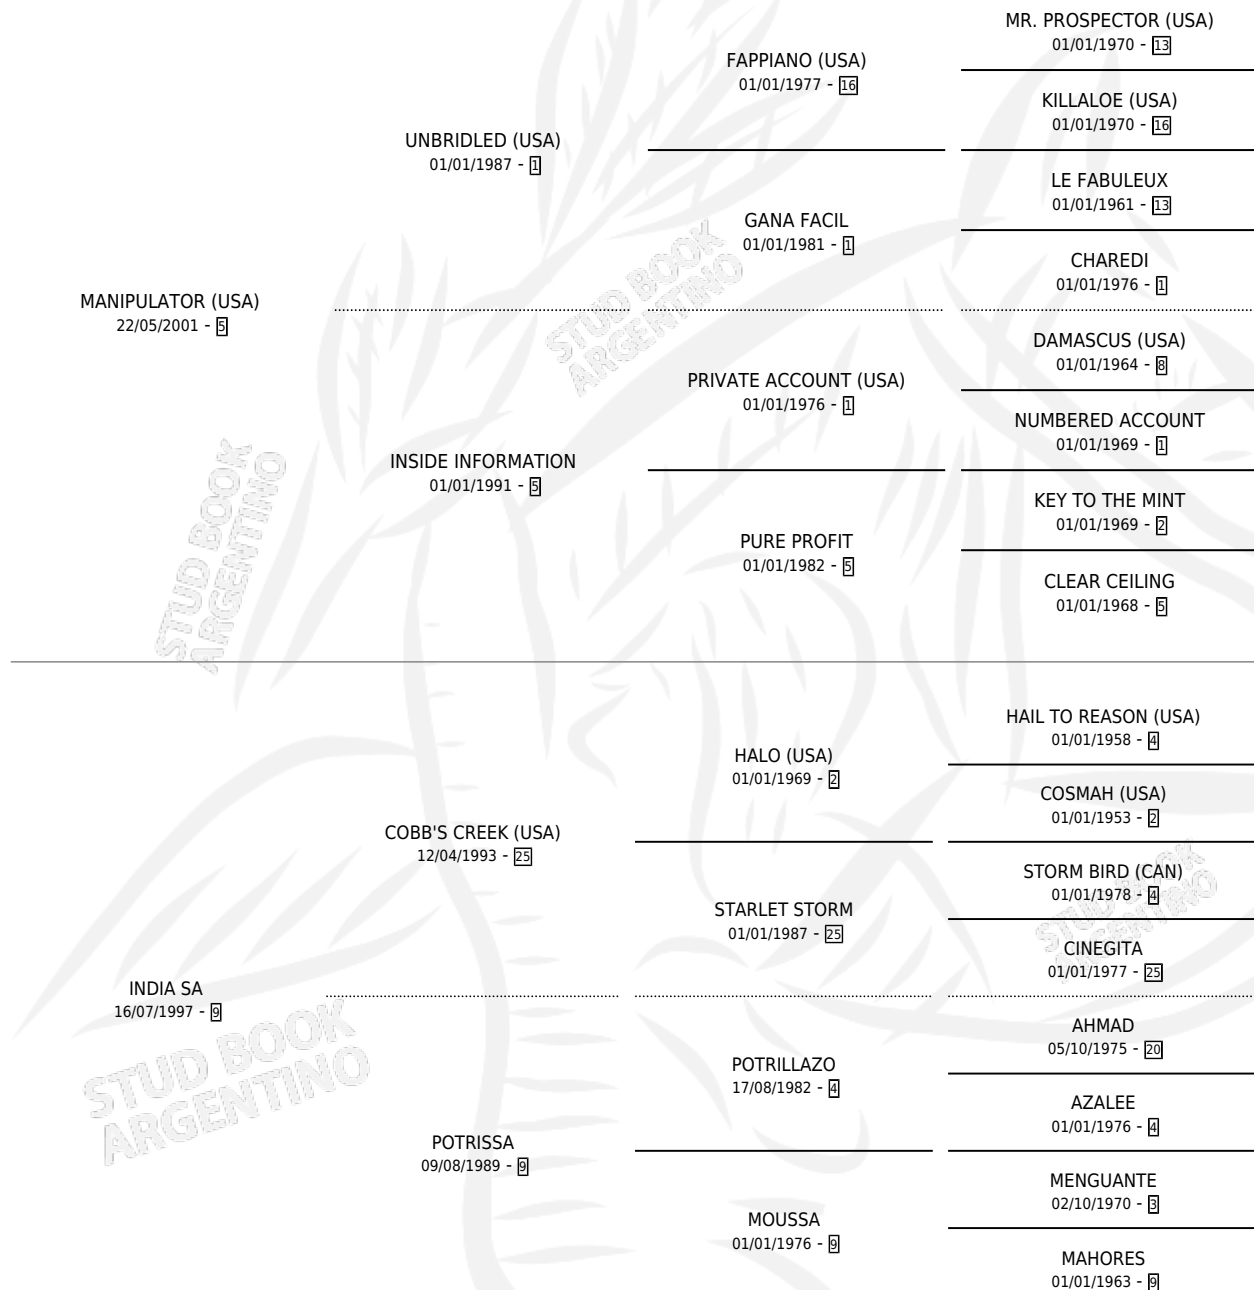 MR. PROSPECTOR (USA)
01/01/1970 - 13
FAPPIANO (USA)
01/01/1977 - 16
KILLALOE (USA)
01/01/1970 - 16
UNBRIDLED (USA)
01/01/1987 - 1
LE FABULEUX
01/01/1961 - 13
GANA FACIL
01/01/1981 - 1
CHAREDI
01/01/1976 - 1
MANIPULATOR (USA)
22/05/2001 - 5
DAMASCUS (USA)
01/01/1964 - 8
PRIVATE ACCOUNT (USA)
01/01/1976 - 1
NUMBERED ACCOUNT
01/01/1969 - 1
INSIDE INFORMATION
01/01/1991 - 5
KEY TO THE MINT
01/01/1969 - 2
PURE PROFIT
01/01/1982 - 5
CLEAR CEILING
01/01/1968 - 5
HAIL TO REASON (USA)
01/01/1958 - 4
HALO (USA)
01/01/1969 - 2
COSMAH (USA)
01/01/1953 - 2
COBB'S CREEK (USA)
12/04/1993 - 25
STORM BIRD (CAN)
01/01/1978 - 4
STARLET STORM
01/01/1987 - 25
CINEGITA
01/01/1977 - 25
INDIA SA
16/07/1997 - 9
AHMAD
05/10/1975 - 20
POTRILLAZO
17/08/1982 - 4
AZALEE
01/01/1976 - 4
POTRISSA
09/08/1989 - 9
MENGUANTE
02/10/1970 - 3
MOUSSA
01/01/1976 - 9
MAHORES
01/01/1963 - 9
STUD BOOK
ARGENTINO
STUD BOOK
ARGENTINO
STUD BOOK
ARGENTINO
STUD BOOK
ARGENTINO